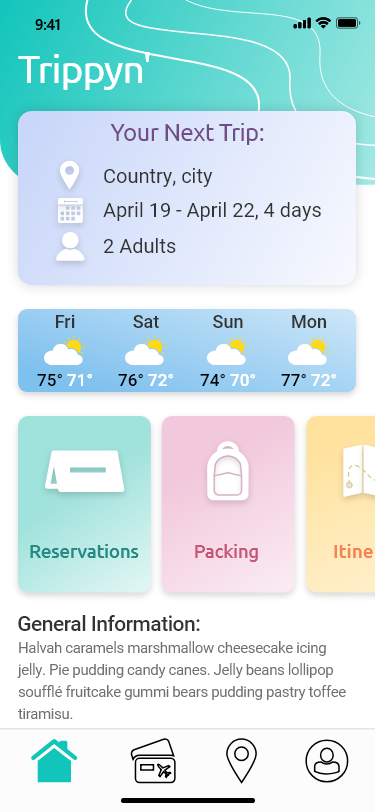 9:41
Trippyn'
Your Next Trip:
Country, city
April 19 - April 22, 4 days
2 Adults
Fri Sat Sun Mon
75° 71° 76° 72° 74° 70° 77° 72°
Reservations Packing Itine
General Information:
Halvah caramels marshmallow cheesecake icing
jelly. Pie pudding candy canes. Jelly beans lollipop
soufflé fruitcake gummi bears pudding pastry toffee
tiramisu.